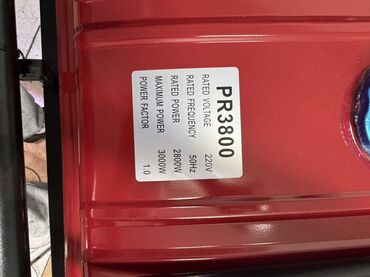 PR3800
RATED VOLTAGE 220V
RATED FREQUENCY 50Hz
RATED POWER 2800W
MAXIMUM POWER 3000W
POWER FACTOR 1.0